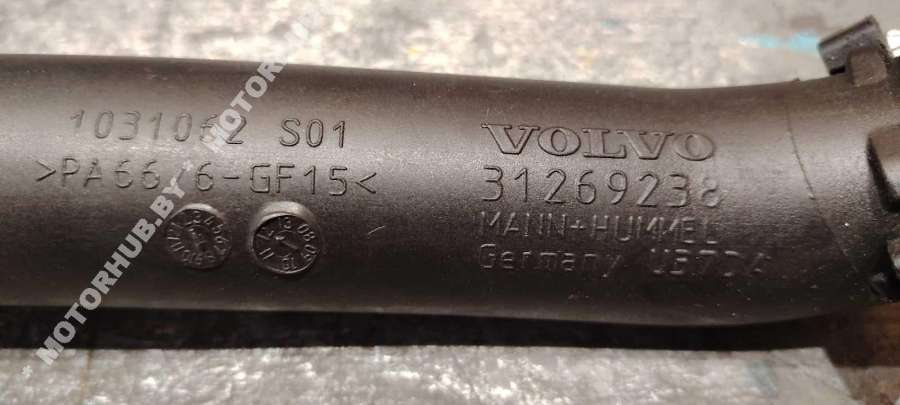 1031062 S01
>PA66/6-GF15<
VOLVO
31269238
MANN+HUMMEL
Germany
* MOTORHUB.BY * MOTORHUB